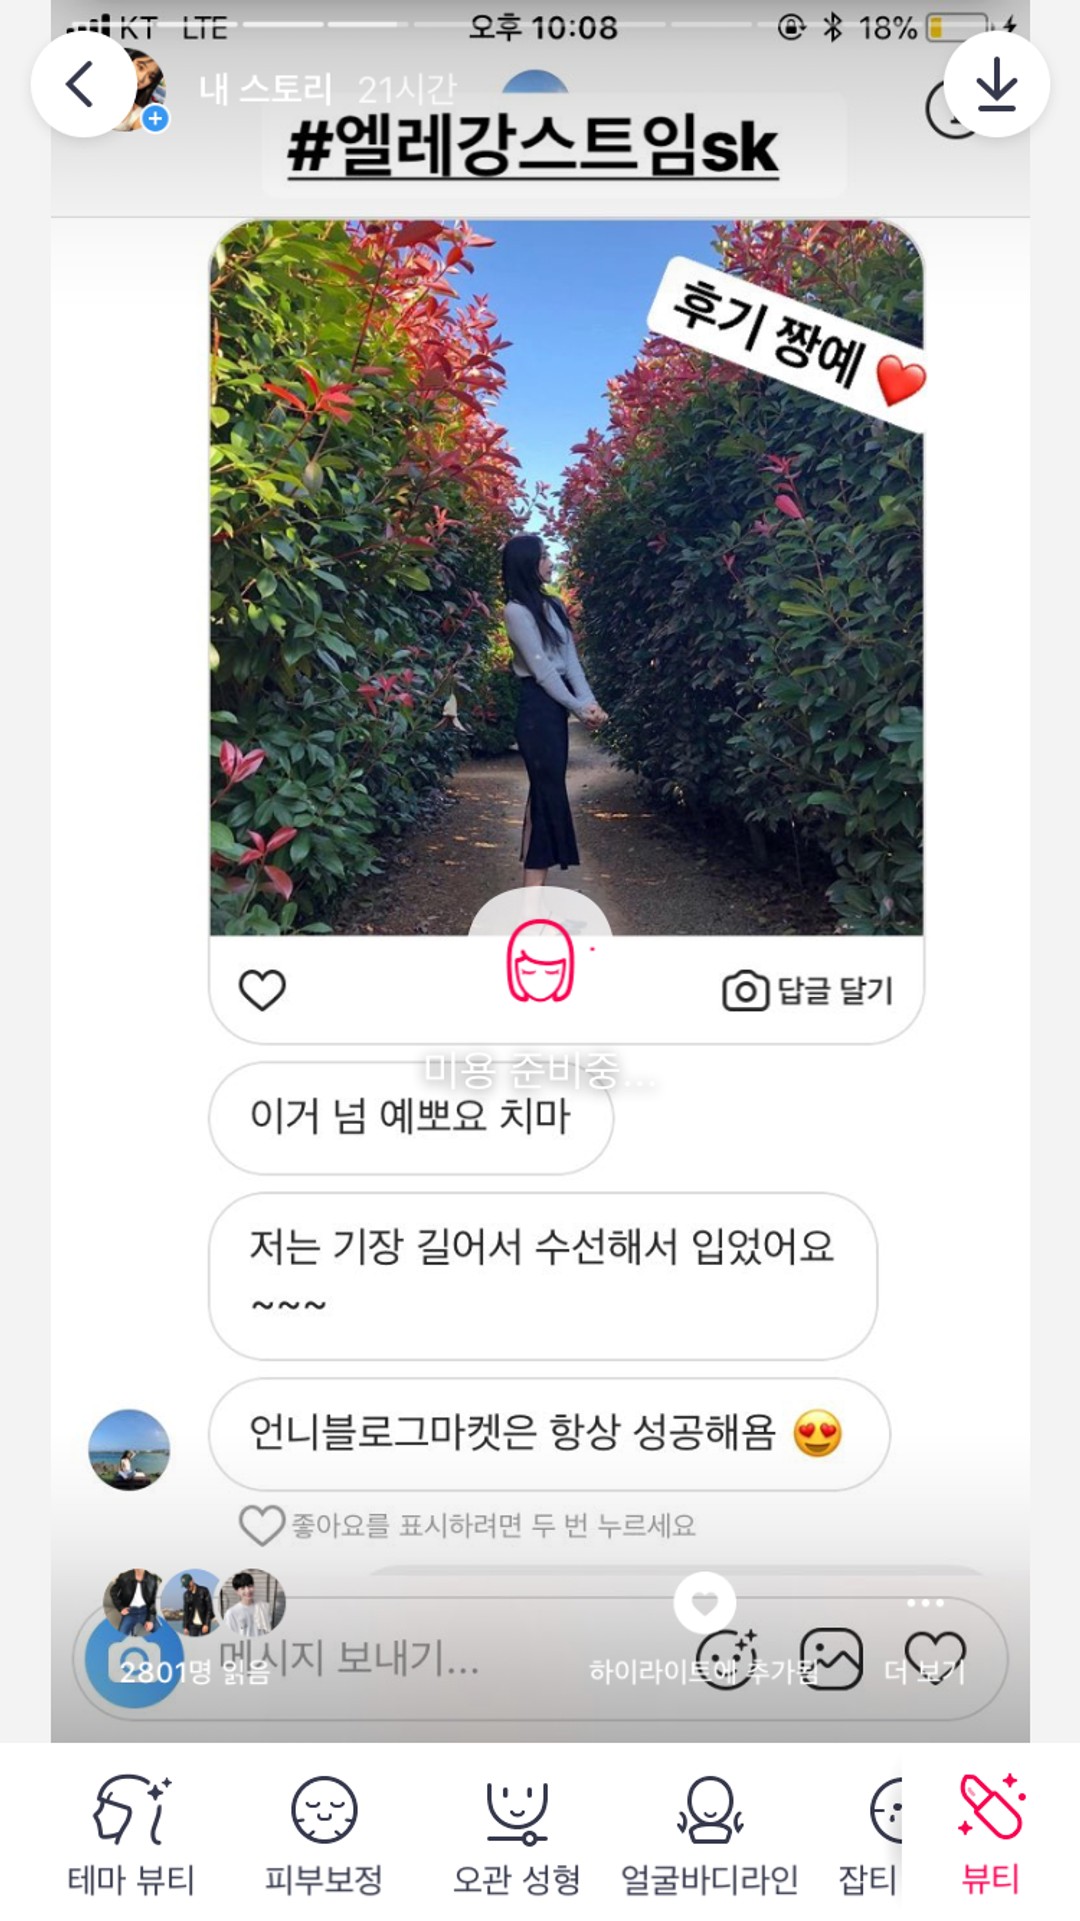 KT LTE 오후 10:08 18%
내 스토리 21시간
#엘레강스트임sk
후기 짱예 ❤️
답글 달기
미용 준비중...
이거 넘 예뽀요 치마
저는 기장 길어서 수선해서 입었어요
~~~
언니블로그마켓은 항상 성공해욤 😍
좋아요를 표시하려면 두 번 누르세요
메시지 보내기...
2801명 읽음 하이라이트에 추가됨 더 보기
테마 뷰티 피부보정 오관 성형 얼굴바디라인 잡티 뷰티